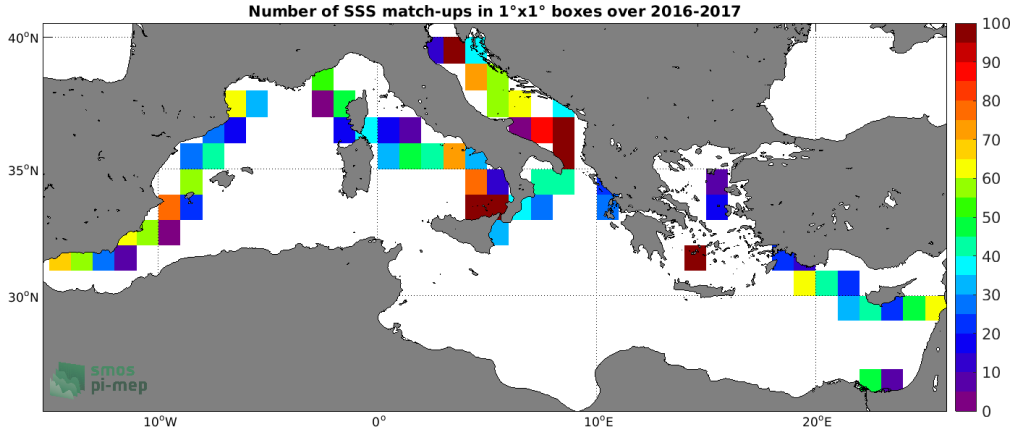 Number of SSS match-ups in 1°x1° boxes over 2016-2017
40°N
35°N
30°N
10°W
0°
10°E
20°E
100
90
80
70
60
50
40
30
20
10
0
smos
pi-mep